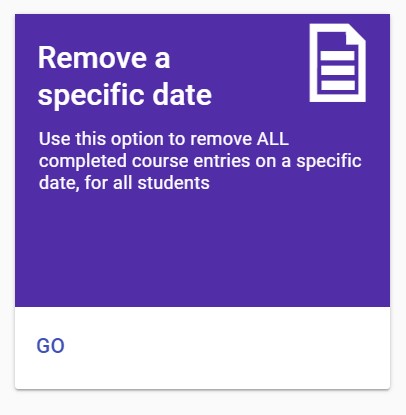 Remove a
specific date
Use this option to remove ALL
completed course entries on a specific
date, for all students
GO